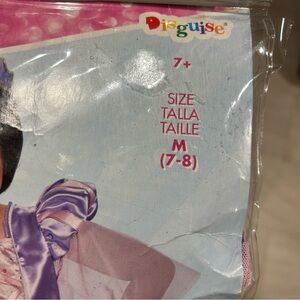 Disguise®
7+
SIZE
TALLA
TAILLE
M
(7-8)